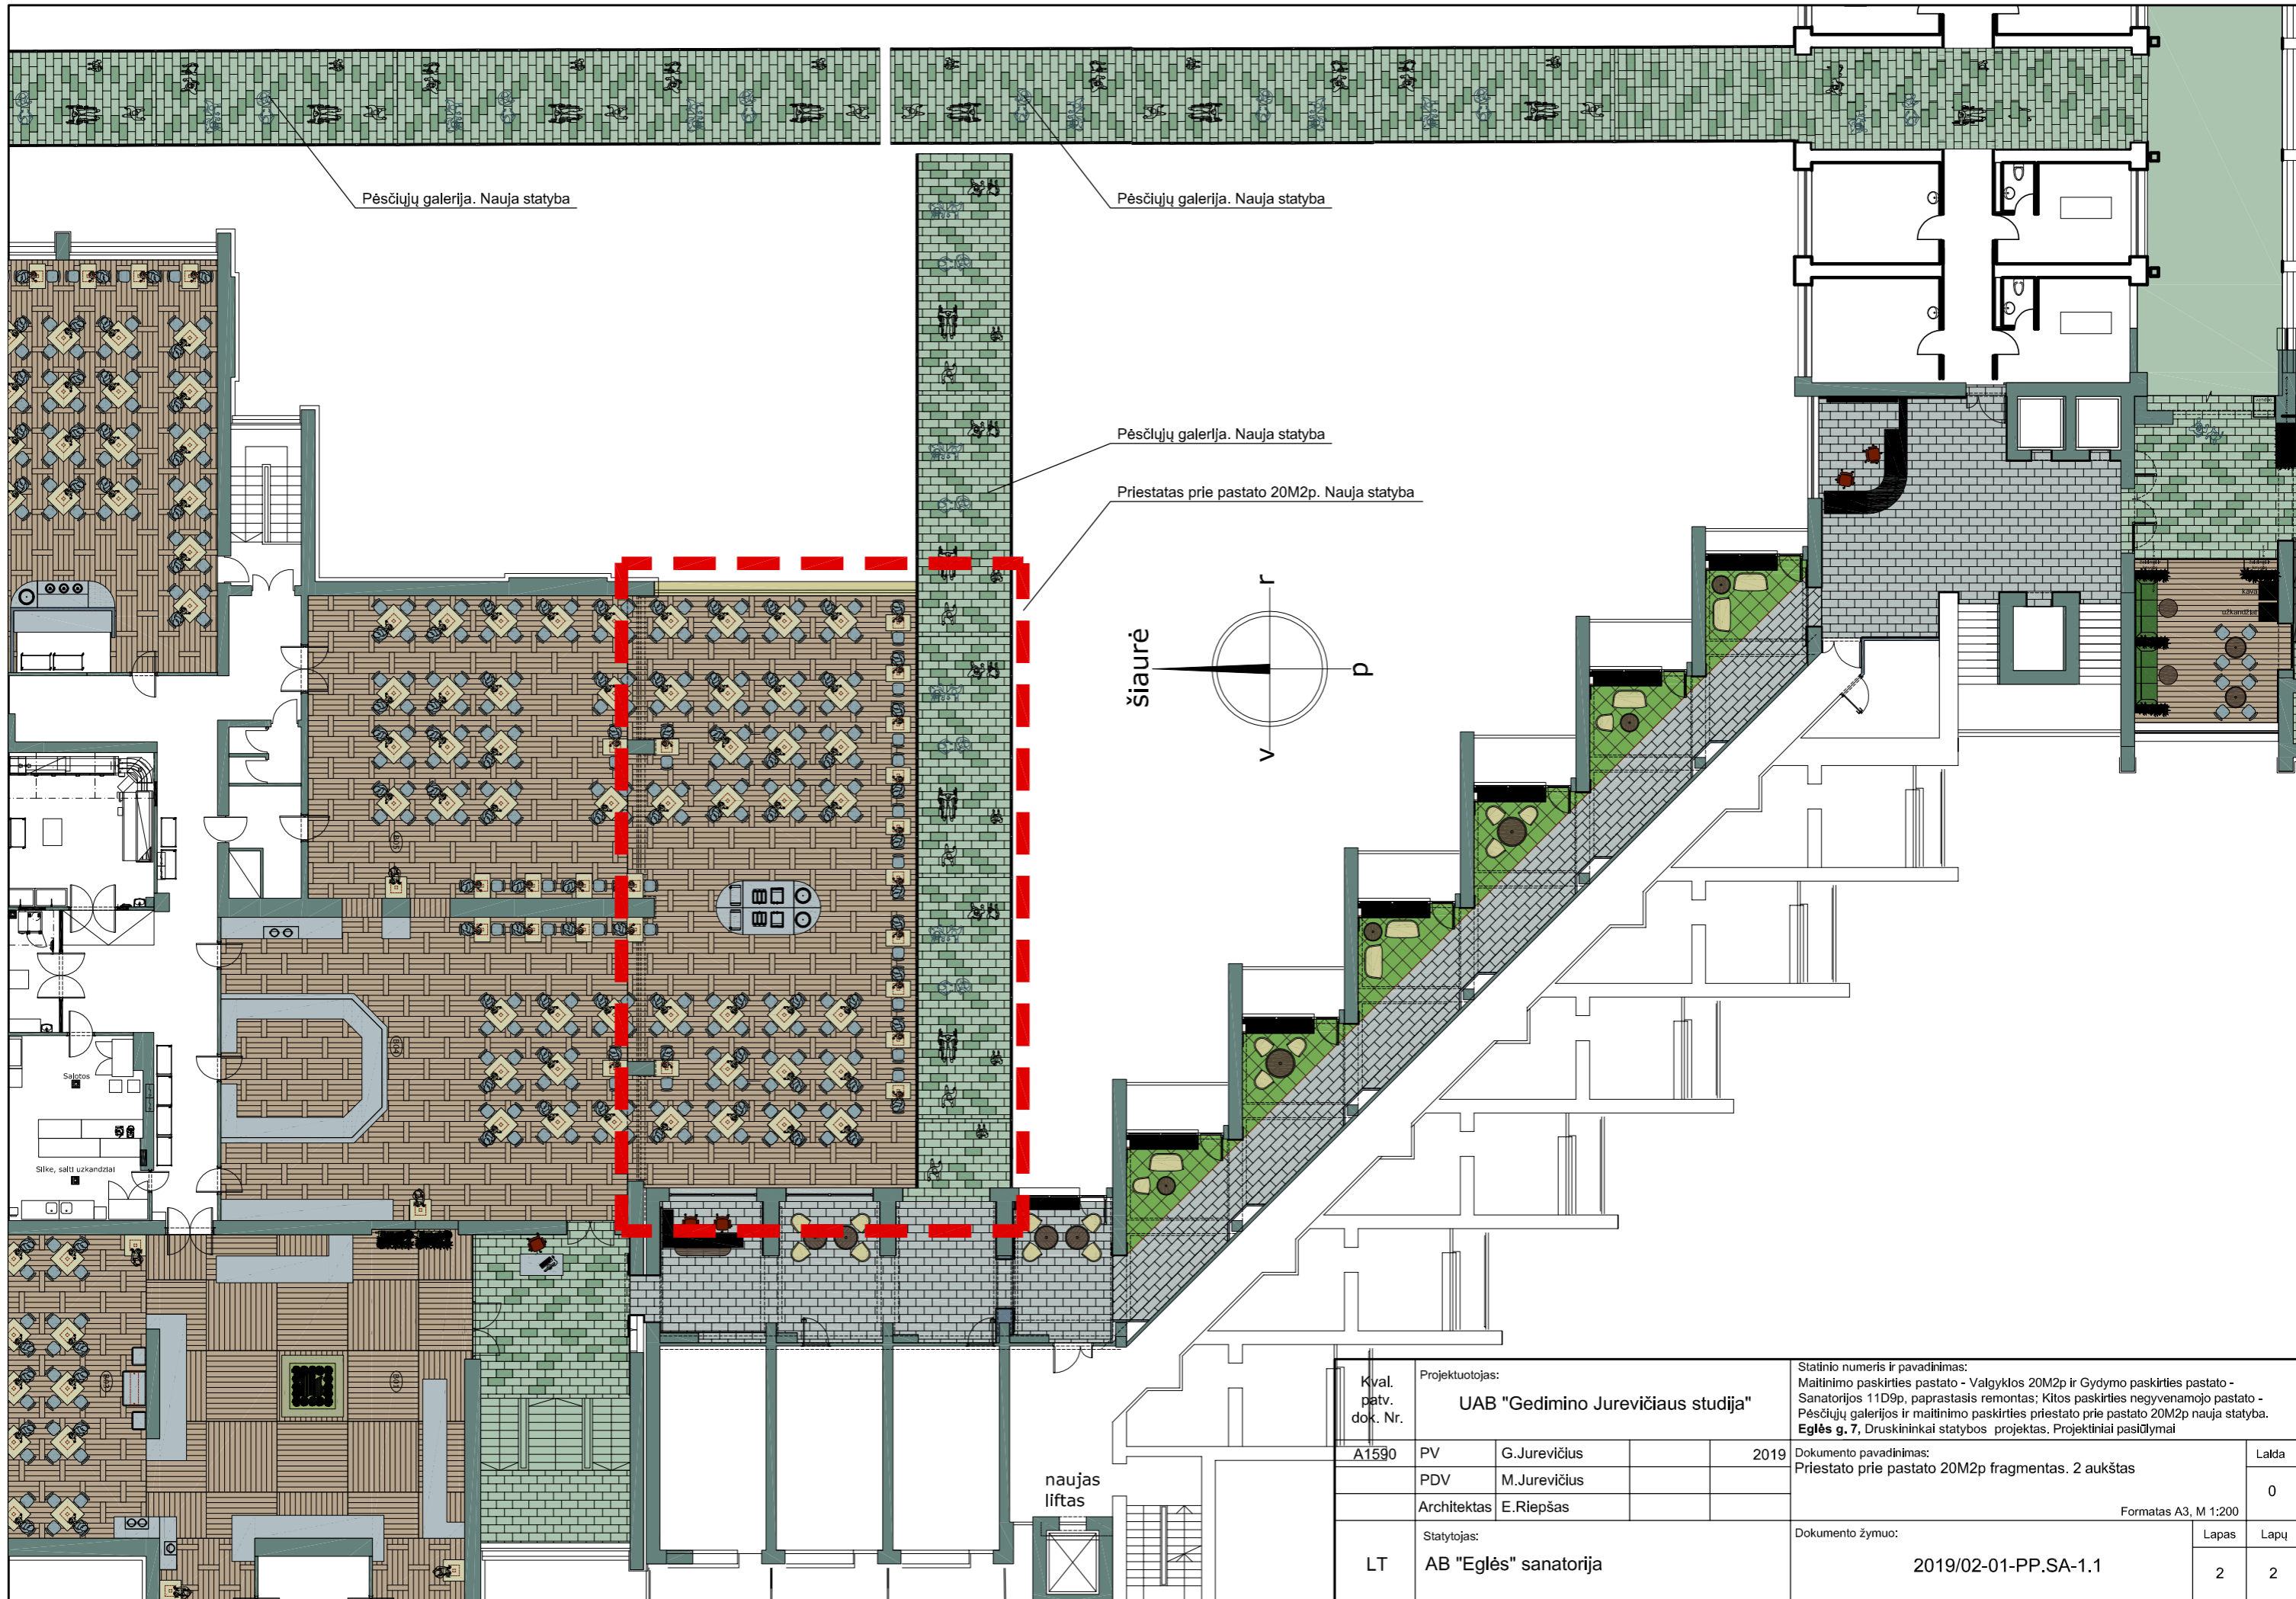 Pėsčiųjų galerija. Nauja statyba
Pėsčiųjų galerija. Nauja statyba
Pėsčiųjų galerija. Nauja statyba
Priestatas prie pastato 20M2p. Nauja statyba
šiaurė
r
p
v
kava
užkandžiai
Salotos
Silke, salti uzkandziai
naujas
liftas
Kval.
patv.
dok. Nr.
Projektuotojas:
UAB "Gedimino Jurevičiaus studija"
Statinio numeris ir pavadinimas:
Maitinimo paskirties pastato - Valgyklos 20M2p ir Gydymo paskirties pastato -
Sanatorijos 11D9p, paprastasis remontas; Kitos paskirties negyvenamojo pastato -
Pėsčiųjų galerijos ir maitinimo paskirties priestato prie pastato 20M2p nauja statyba.
Eglės g. 7, Druskininkai statybos projektas. Projektiniai pasiūlymai
A1590 PV G.Jurevičius 2019
PDV M.Jurevičius
Architektas E.Riepšas
Dokumento pavadinimas:
Priestato prie pastato 20M2p fragmentas. 2 aukštas
Formatas A3, M 1:200
Laida
0
LT
Statytojas:
AB "Eglės" sanatorija
Dokumento žymuo:
2019/02-01-PP.SA-1.1
Lapas
2
Lapų
2